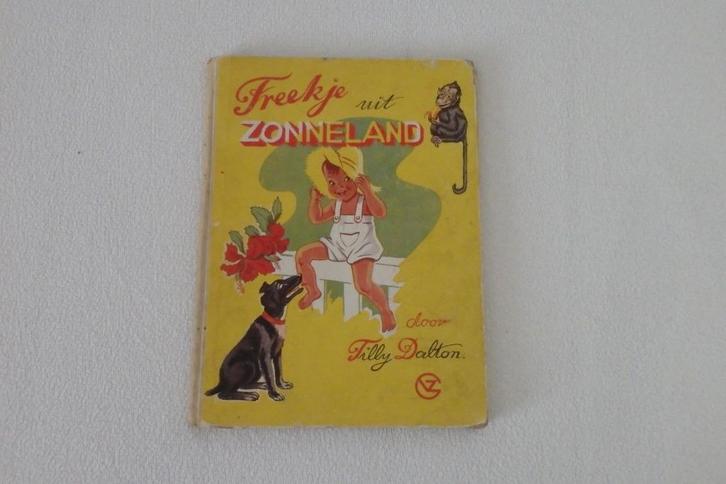 Freekje uit
ZONNELAND
door
Tilly Dalton.